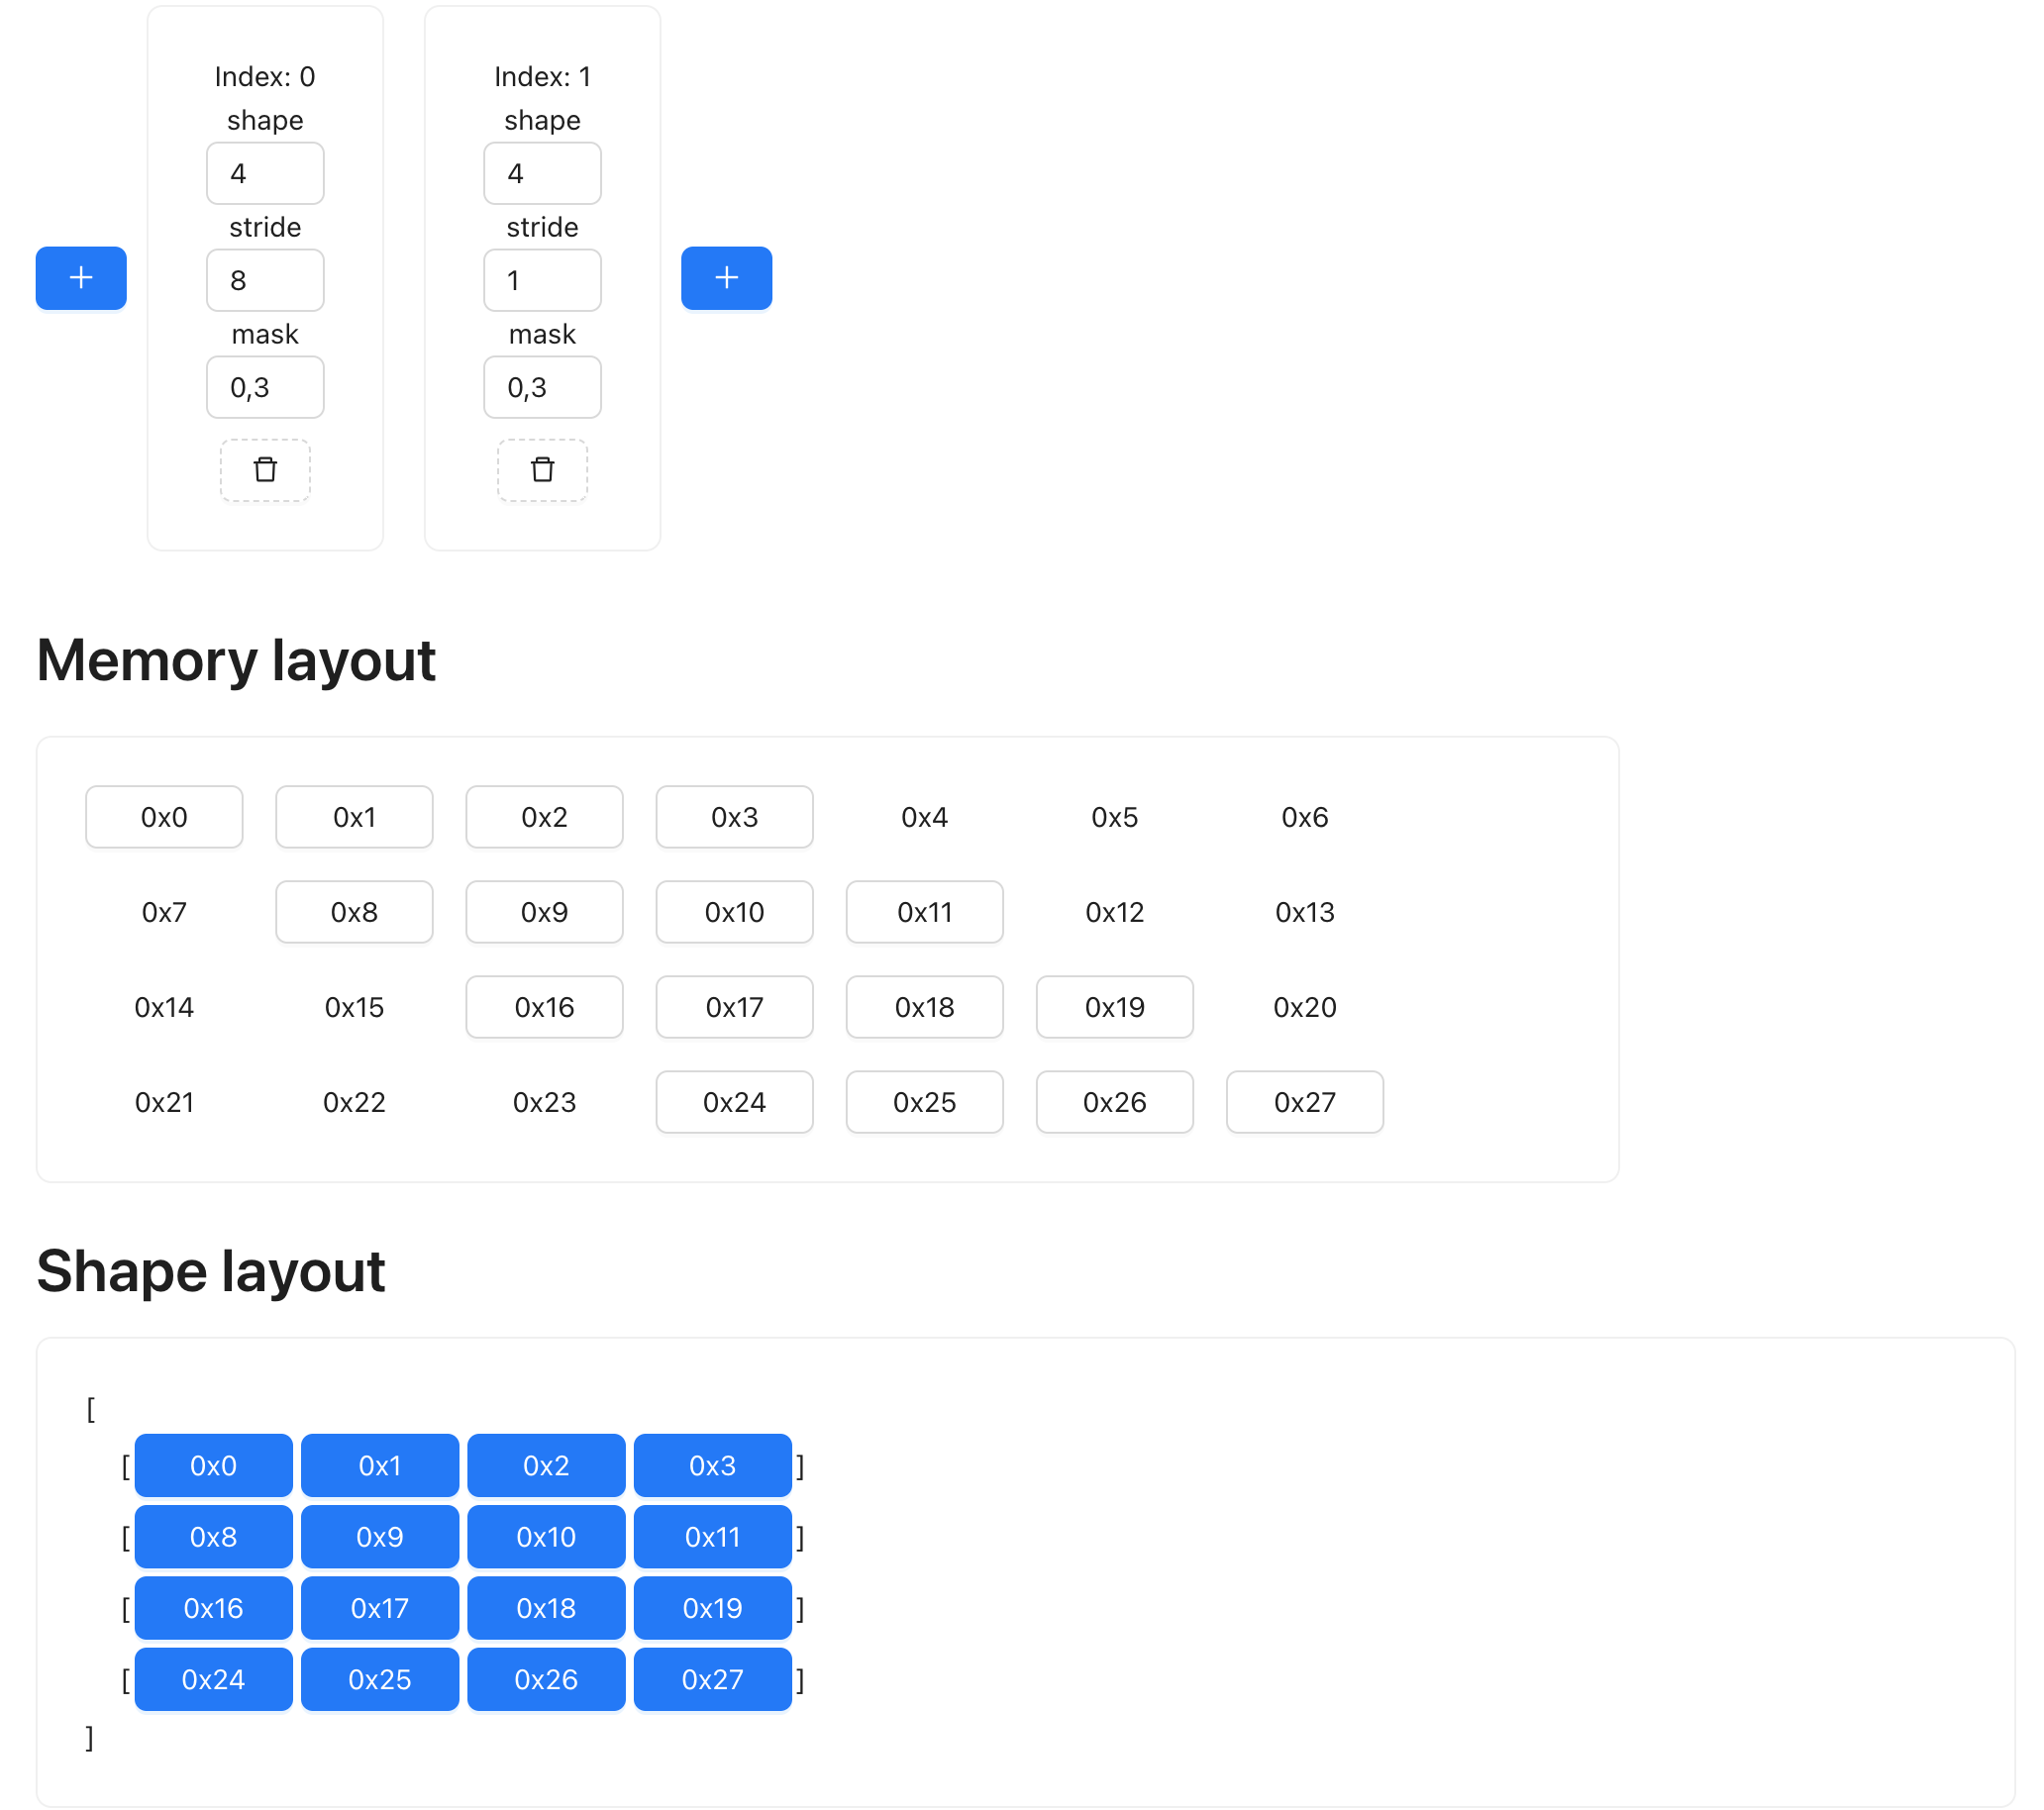 Index: 0 Index: 1
shape shape
4 4
stride stride
+ 8 1 +
mask mask
0,3 0,3
Memory layout
0x0 0x1 0x2 0x3 0x4 0x5 0x6
0x7 0x8 0x9 0x10 0x11 0x12 0x13
0x14 0x15 0x16 0x17 0x18 0x19 0x20
0x21 0x22 0x23 0x24 0x25 0x26 0x27
Shape layout
[
[ 0x0 0x1 0x2 0x3 ]
[ 0x8 0x9 0x10 0x11 ]
[ 0x16 0x17 0x18 0x19 ]
[ 0x24 0x25 0x26 0x27 ]
]